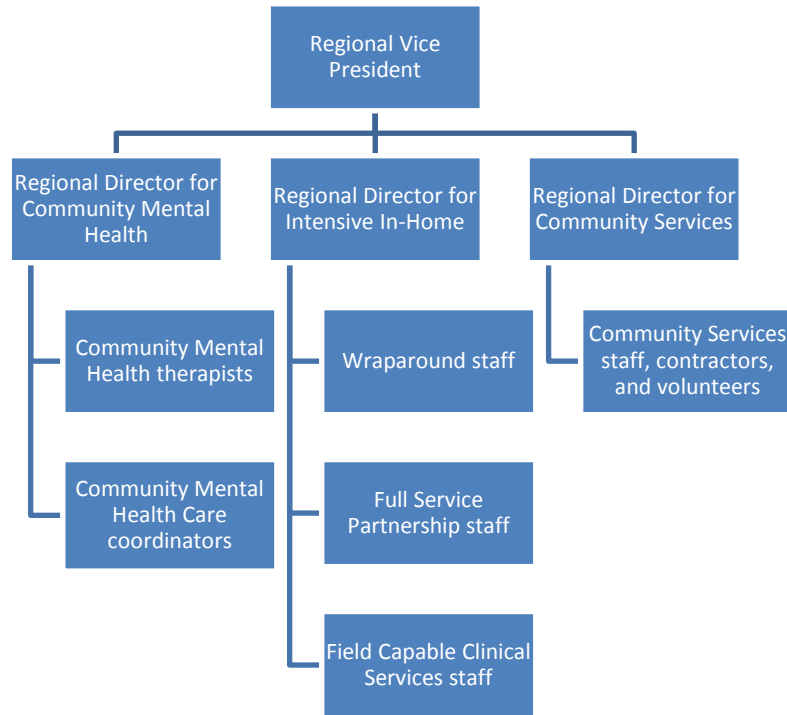 Regional Vice
President
Regional Director for
Community Mental
Health
Regional Director for
Intensive In-Home
Regional Director for
Community Services
Community Mental
Health therapists
Wraparound staff
Community Services
staff, contractors,
and volunteers
Community Mental
Health Care
coordinators
Full Service
Partnership staff
Field Capable Clinical
Services staff